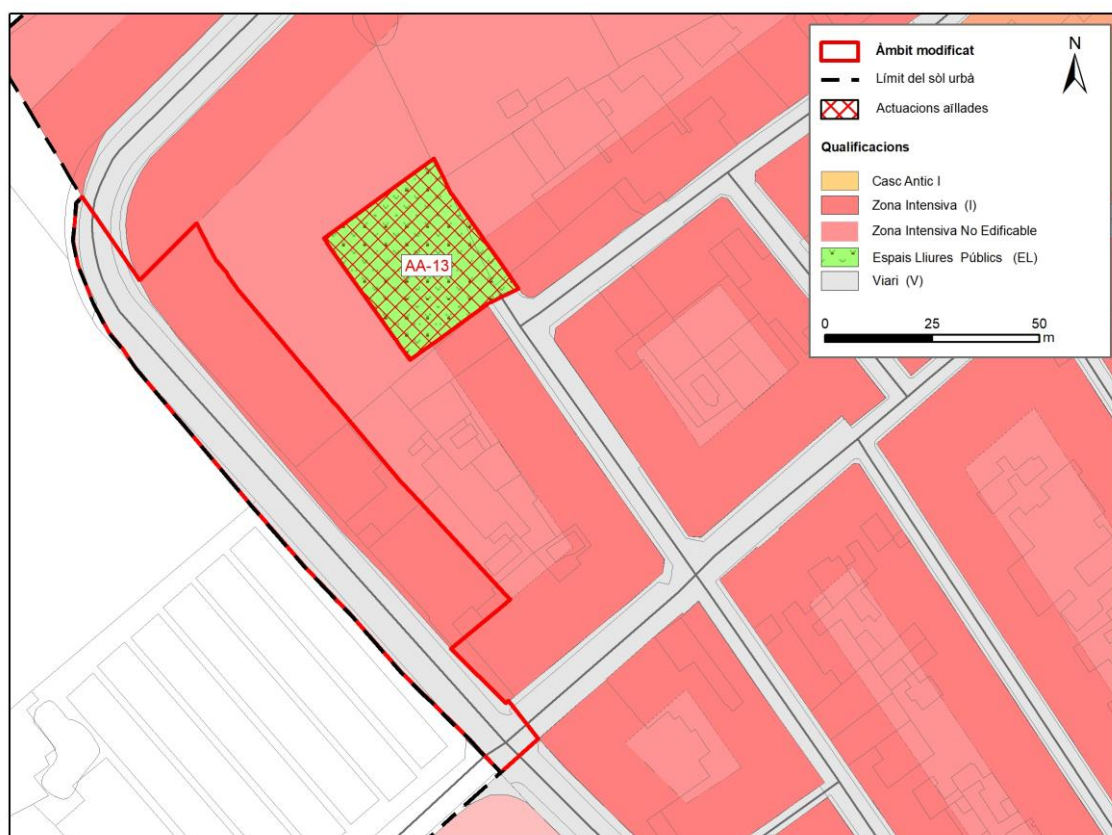 Àmbit modificat
N
Límit del sòl urbà
Actuacions aïllades
Qualificacions
Casc Antic I
Zona Intensiva (I)
Zona Intensiva No Edificable
Espais Lliures Públics (EL)
Viari (V)
0 25 50
m
AA-13